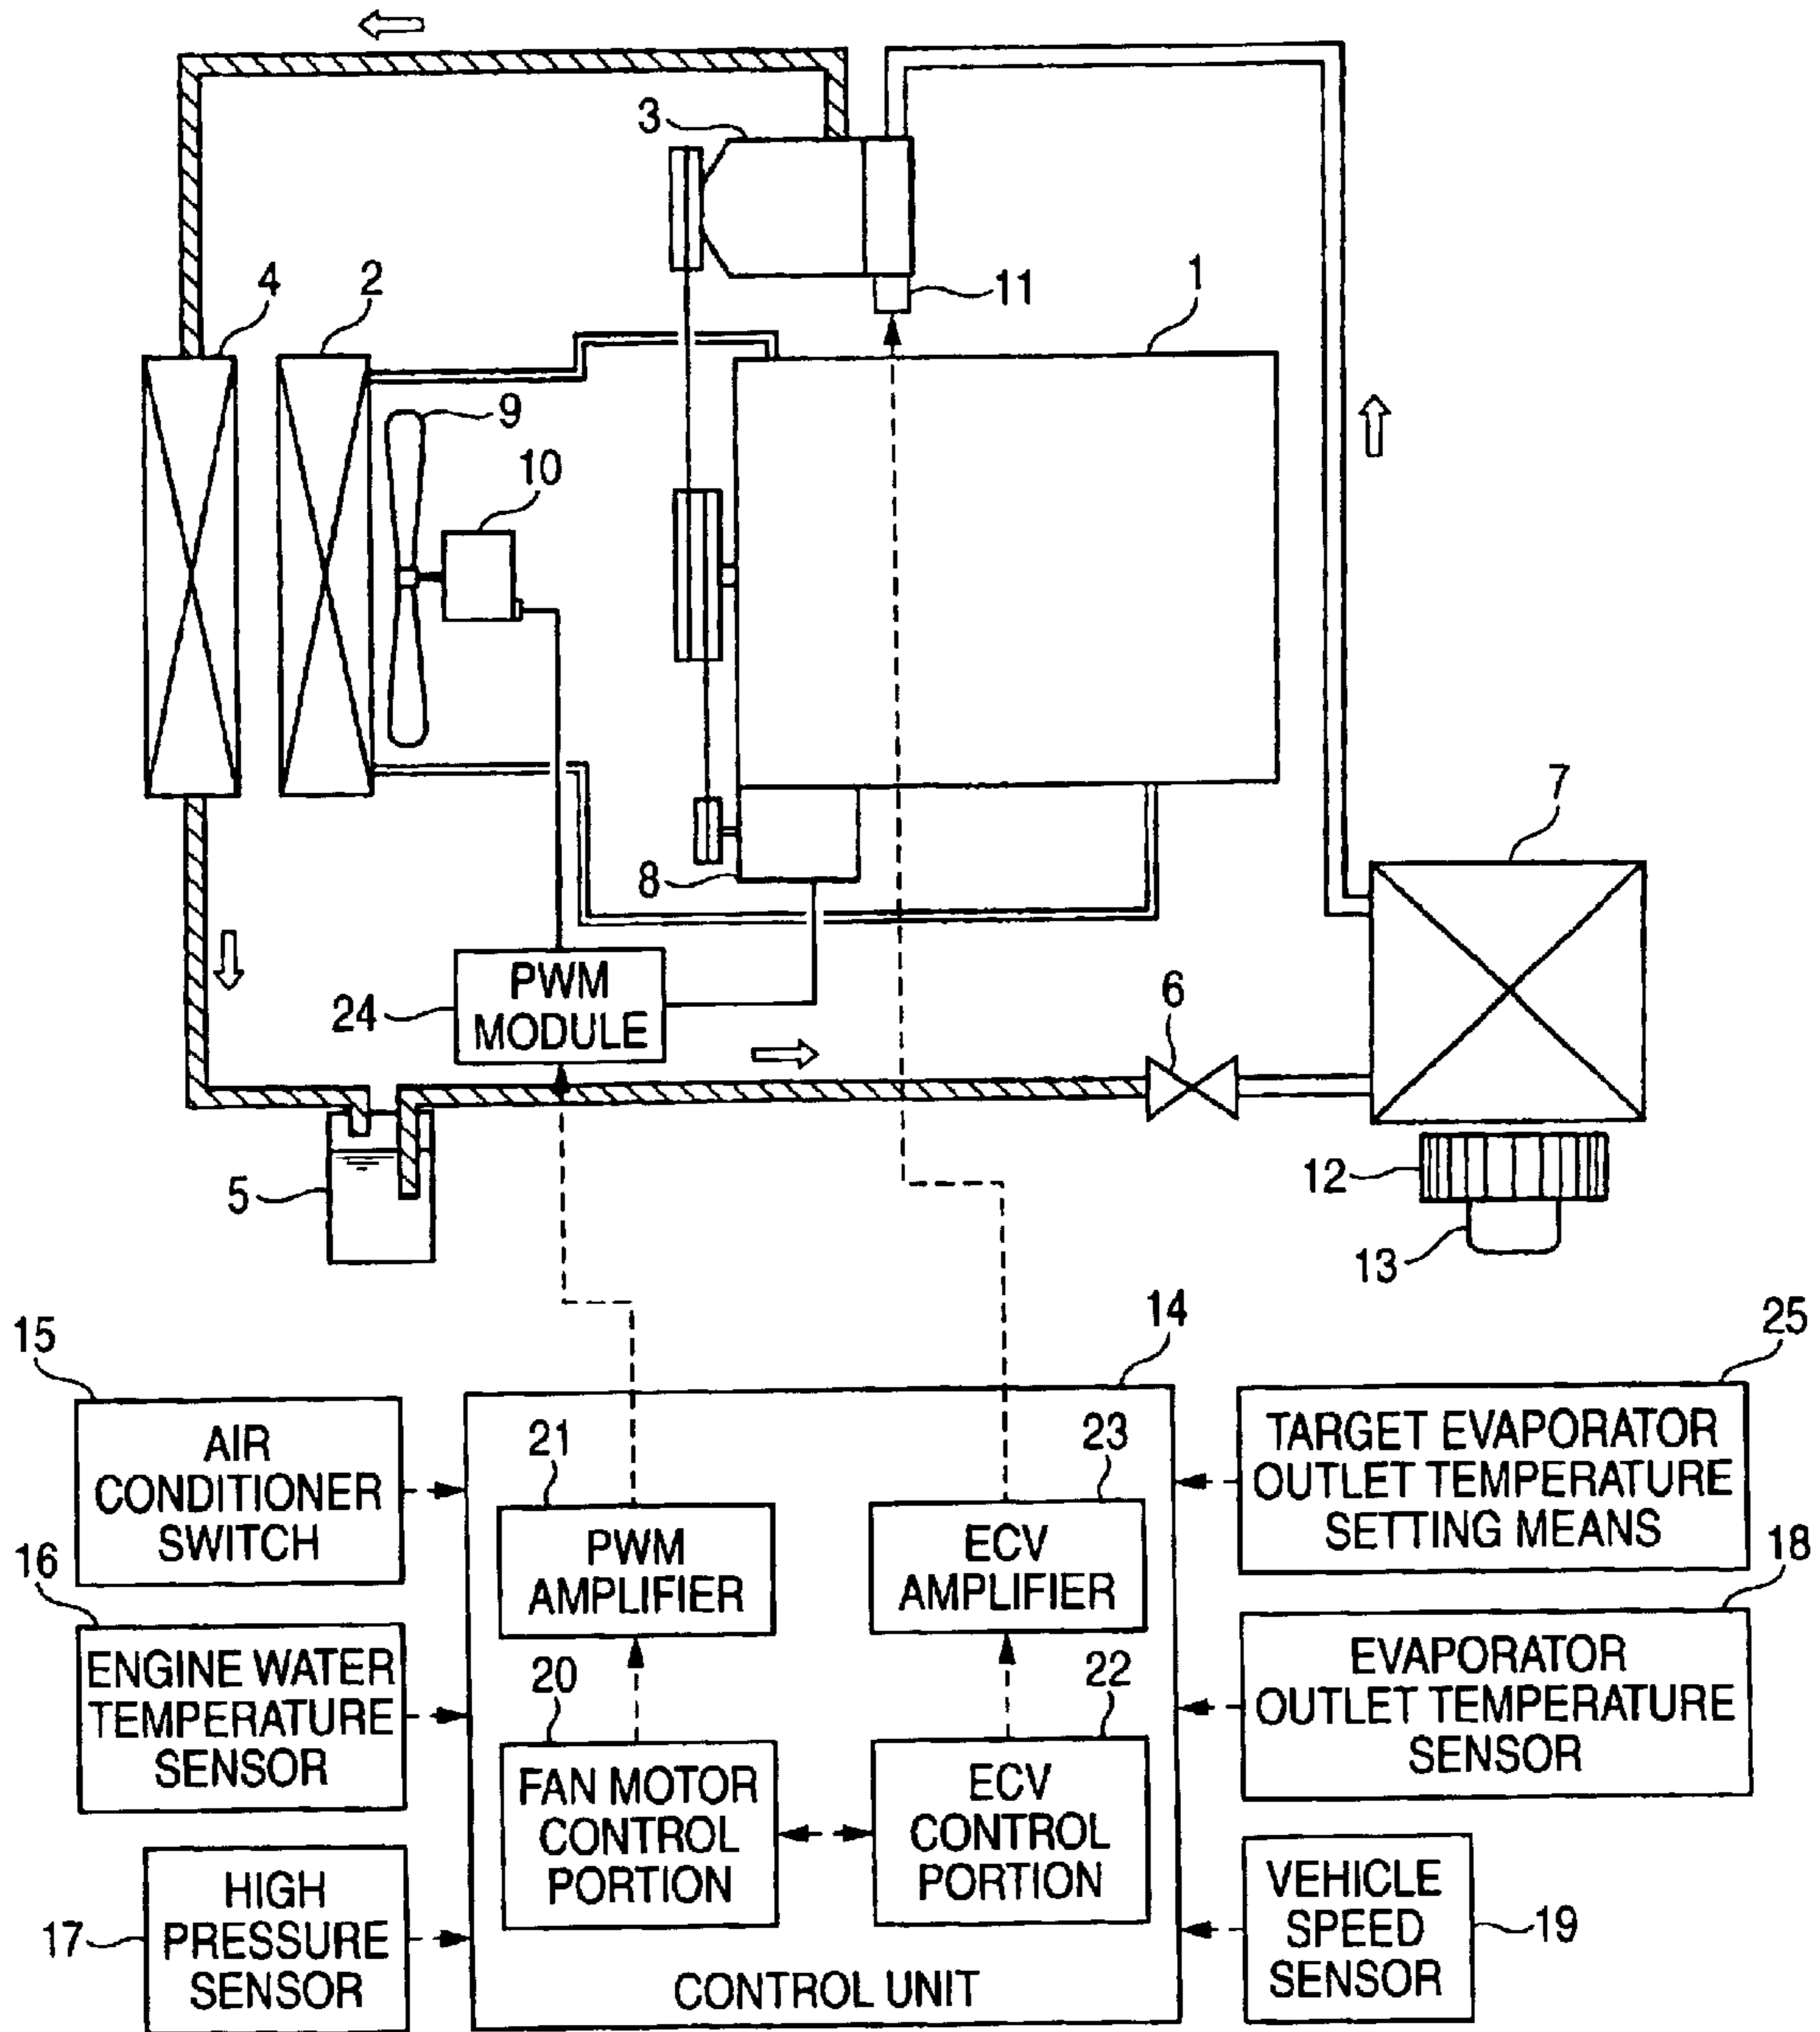 3
4
2
11
1
9
10
7
8
PWM
MODULE
24
6
5
12
13
15
14
25
AIR
CONDITIONER
SWITCH
21
PWM
AMPLIFIER
23
ECV
AMPLIFIER
TARGET EVAPORATOR
OUTLET TEMPERATURE
SETTING MEANS
16
18
ENGINE WATER
TEMPERATURE
SENSOR
20
FAN MOTOR
CONTROL
PORTION
22
ECV
CONTROL
PORTION
EVAPORATOR
OUTLET TEMPERATURE
SENSOR
17
HIGH
PRESSURE
SENSOR
CONTROL UNIT
VEHICLE
SPEED
SENSOR
19